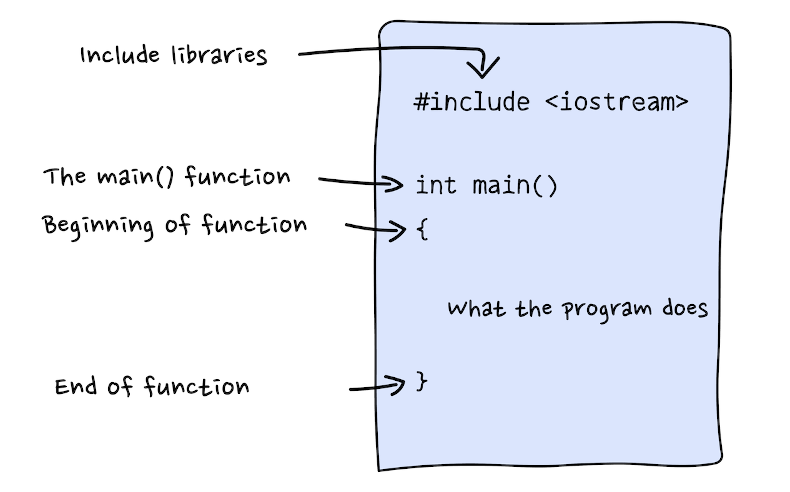 Include libraries
#include <iostream>
The main() function
int main()
Beginning of function
{
What the program does
End of function
}